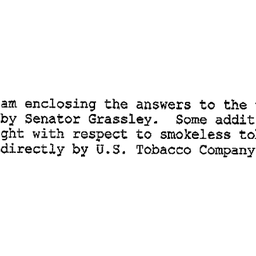 am enclosing the answers to the
by Senator Grassley. Some addit
ght with respect to smokeless to
directly by U.S. Tobacco Company